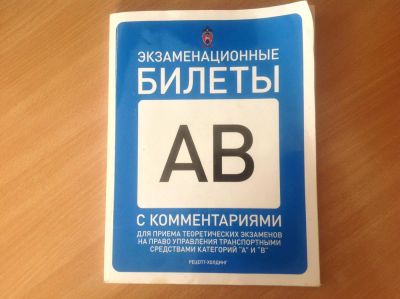 ЭКЗАМЕНАЦИОННЫЕ
БИЛЕТЫ
АВ
С КОММЕНТАРИЯМИ
ДЛЯ ПРИЕМА ТЕОРЕТИЧЕСКИХ ЭКЗАМЕНОВ
НА ПРАВО УПРАВЛЕНИЯ ТРАНСПОРТНЫМИ
СРЕДСТВАМИ КАТЕГОРИЙ "А" И "В"
РЕЦЕПТ-ХОЛДИНГ